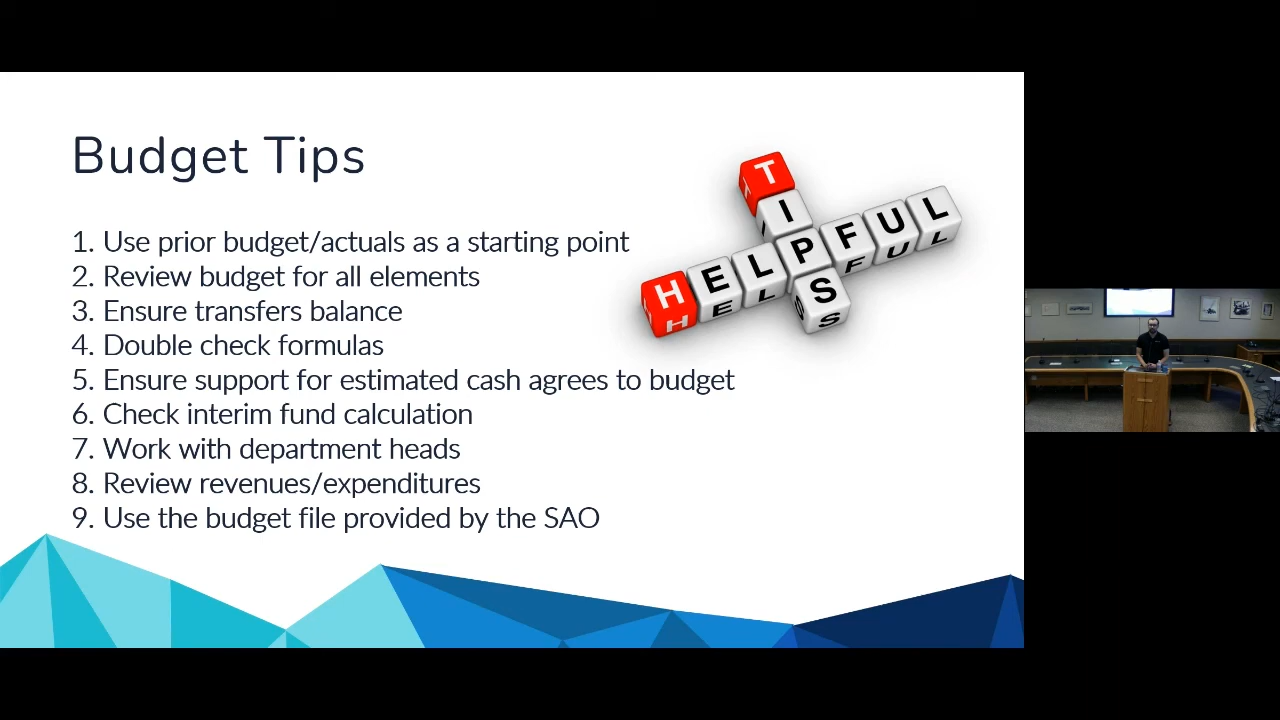 Budget Tips
1. Use prior budget/actuals as a starting point
2. Review budget for all elements
3. Ensure transfers balance
4. Double check formulas
5. Ensure support for estimated cash agrees to budget
6. Check interim fund calculation
7. Work with department heads
8. Review revenues/expenditures
9. Use the budget file provided by the SAO
TIPS
HELPFUL